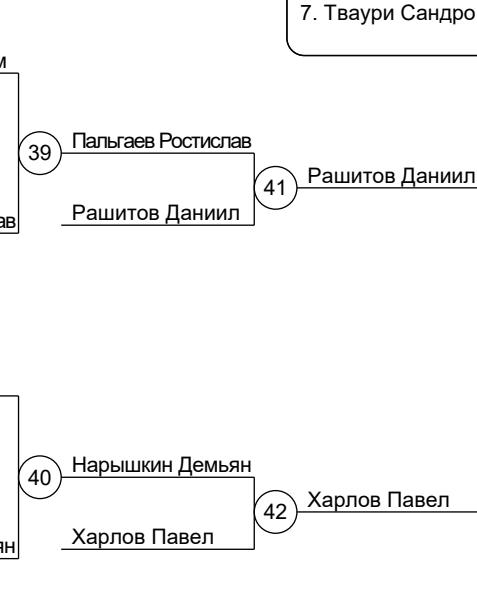 7. Тваури Сандро
39
Пальгаев Ростислав
41
Рашитов Даниил
Рашитов Даниил
40
Нарышкин Демьян
42
Харлов Павел
Харлов Павел